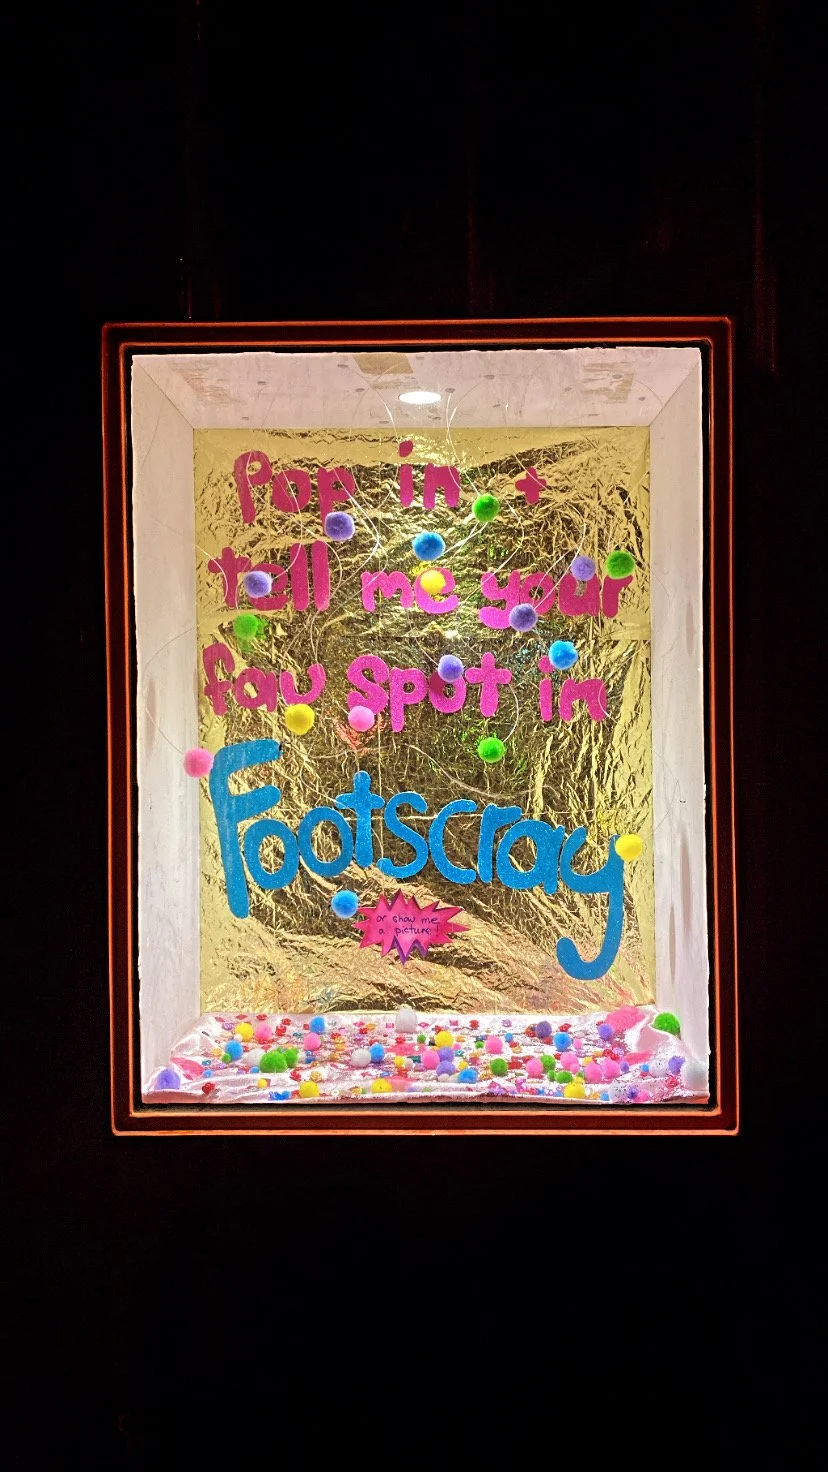 Pop in +
tell me your
fav spot in
Footscray
or show me
a picture!